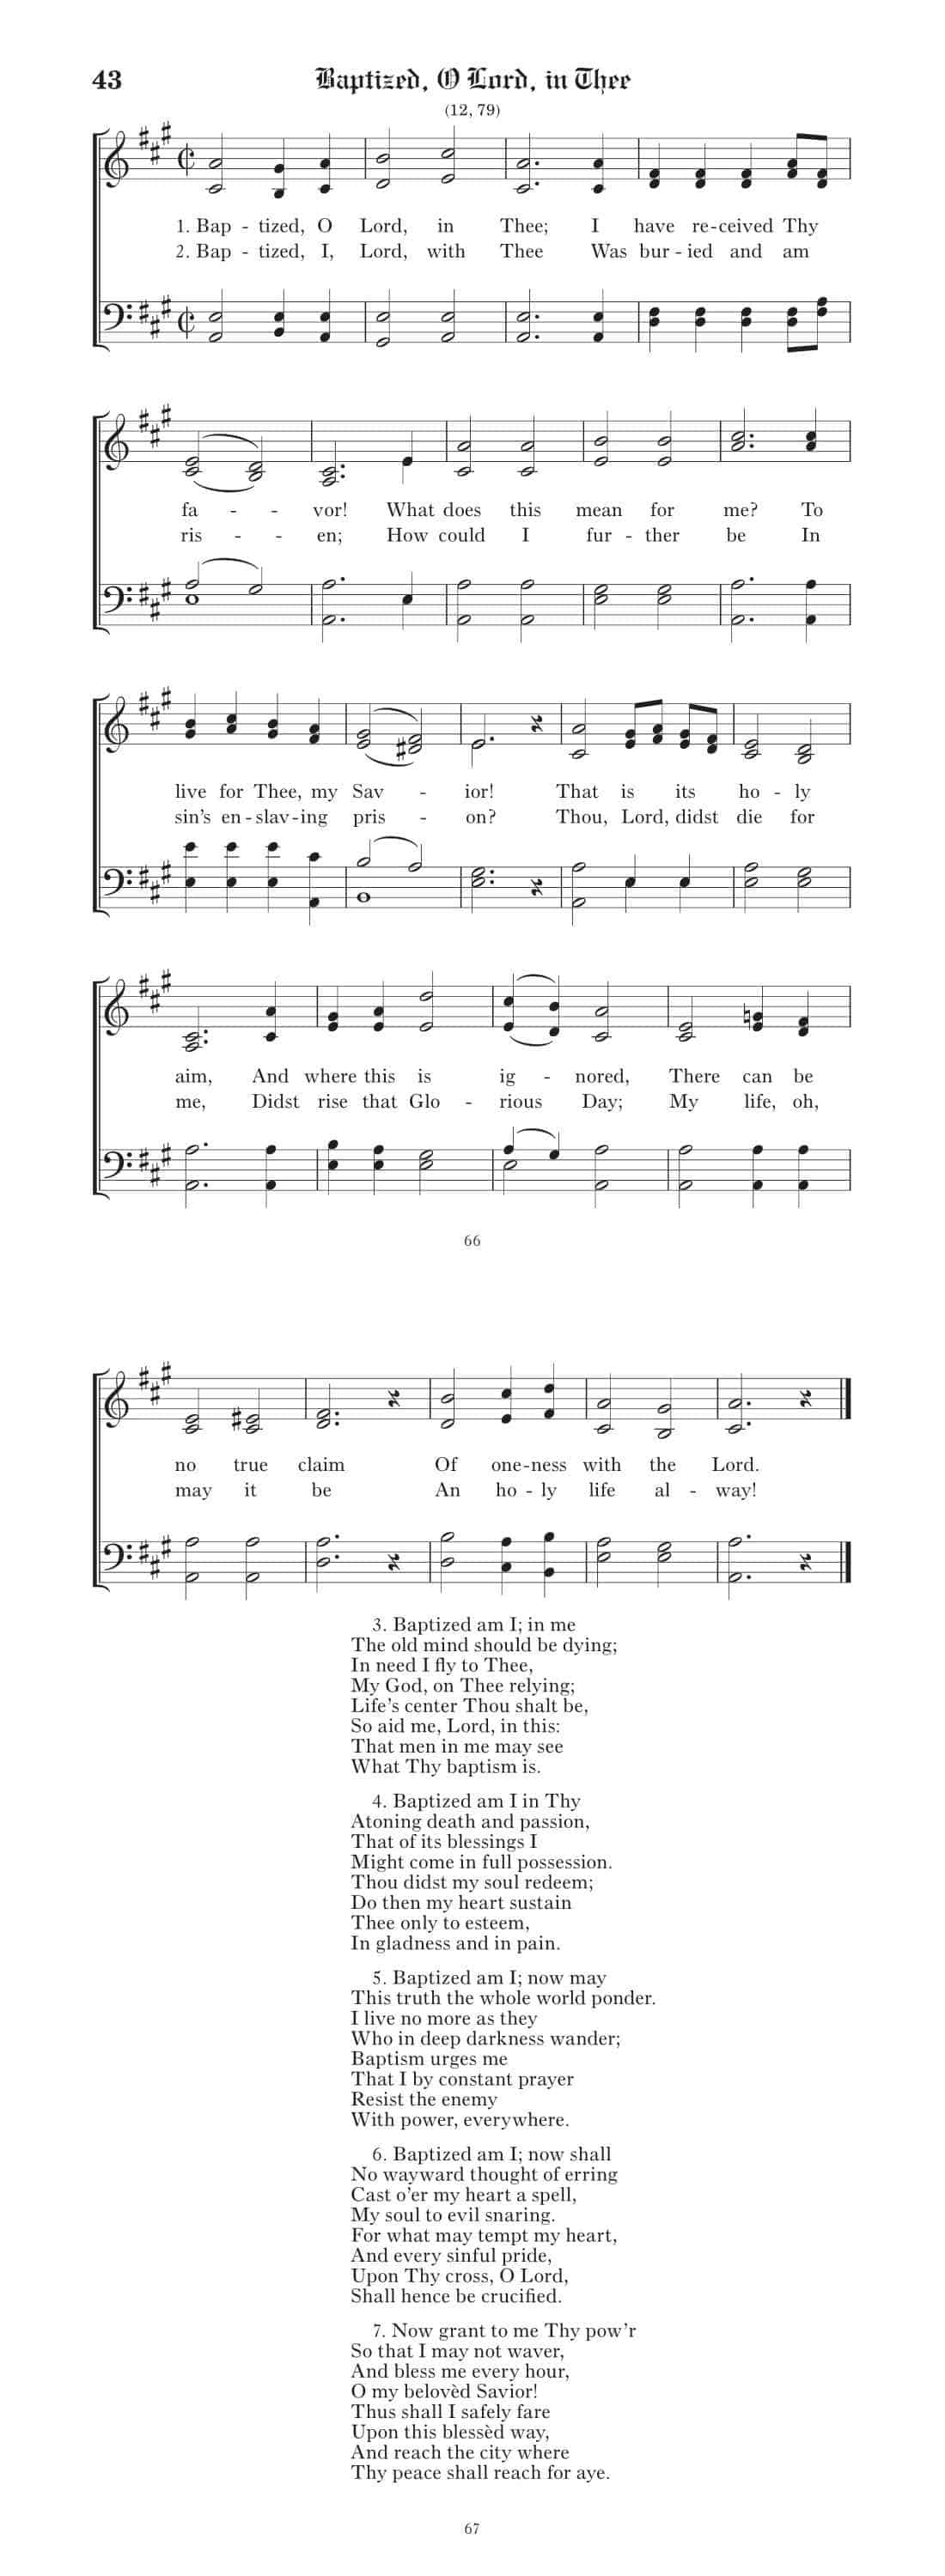 43 Baptized, O Lord, in Thee
(12, 79)
1. Bap - tized, O Lord, in Thee; I have re-ceived Thy
2. Bap - tized, I, Lord, with Thee Was bur - ied and am
fa - - vor! What does this mean for me? To
ris - - en; How could I fur - ther be In
live for Thee, my Sav - ior! That is its ho - ly
sin's en - slav - ing pris - on? Thou, Lord, didst die for
aim, And where this is ig - nored, There can be
me, Didst rise that Glo - rious Day; My life, oh,
66
no true claim Of one-ness with the Lord.
may it be An ho - ly life al - way!
3. Baptized am I; in me
The old mind should be dying;
In need I fly to Thee,
My God, on Thee relying;
Life's center Thou shalt be,
So aid me, Lord, in this:
That men in me may see
What Thy baptism is.
4. Baptized am I in Thy
Atoning death and passion,
That of its blessings I
Might come in full possession.
Thou didst my soul redeem;
Do then my heart sustain
Thee only to esteem,
In gladness and in pain.
5. Baptized am I; now may
This truth the whole world ponder.
I live no more as they
Who in deep darkness wander;
Baptism urges me
That I by constant prayer
Resist the enemy
With power, everywhere.
6. Baptized am I; now shall
No wayward thought of erring
Cast o'er my heart a spell,
My soul to evil snaring.
For what may tempt my heart,
And every sinful pride,
Upon Thy cross, O Lord,
Shall hence be crucified.
7. Now grant to me Thy pow'r
So that I may not waver,
And bless me every hour,
O my belovèd Savior!
Thus shall I safely fare
Upon this blessèd way,
And reach the city where
Thy peace shall reach for aye.
67